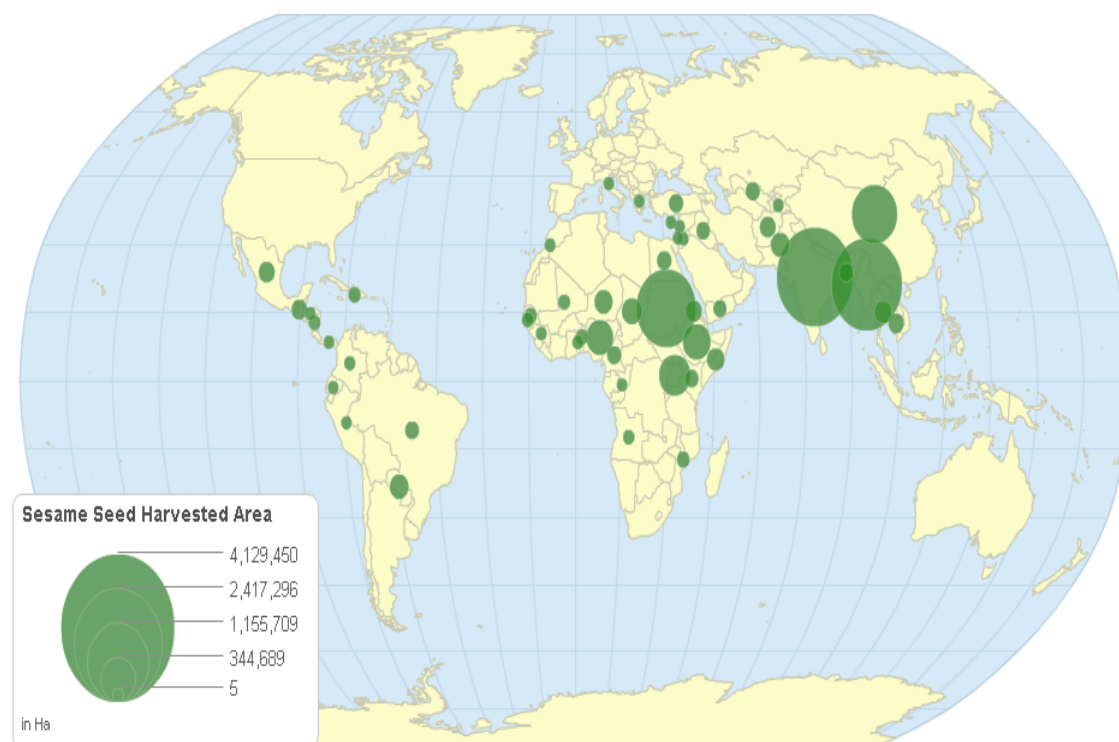 Sesame Seed Harvested Area
4,129,450
2,417,296
1,155,709
344,689
5
in Ha